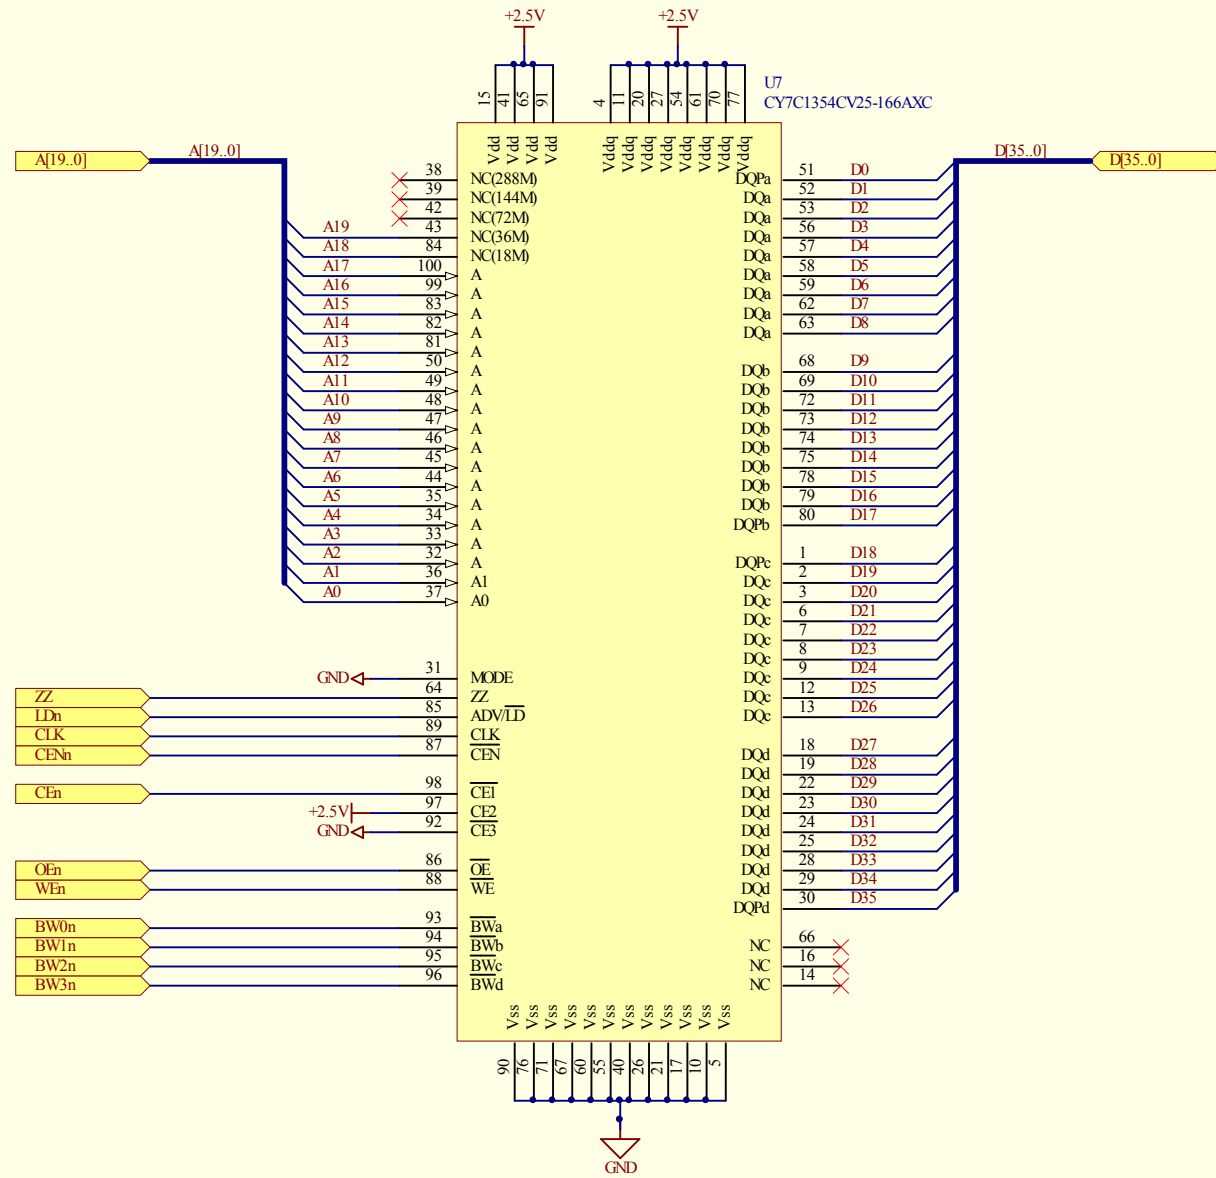 +2.5V +2.5V
U7
CY7C1354CV25-166AXC
15 41 65 91 4 11 20 27 54 61 70 77
Vdd Vdd Vdd Vdd Vddq Vddq Vddq Vddq Vddq Vddq Vddq Vddq
A[19..0] A[19..0] D[35..0] D[35..0]
38 NC(288M) DQPa 51 D0
39 NC(144M) DQa 52 D1
42 NC(72M) DQa 53 D2
A19 43 NC(36M) DQa 56 D3
A18 84 NC(18M) DQa 57 D4
A17 100 A DQa 58 D5
A16 99 A DQa 59 D6
A15 83 A DQa 62 D7
A14 82 A DQa 63 D8
A13 81 A
A12 50 A DQb 68 D9
A11 49 A DQb 69 D10
A10 48 A DQb 72 D11
A9 47 A DQb 73 D12
A8 46 A DQb 74 D13
A7 45 A DQb 75 D14
A6 44 A DQb 78 D15
A5 35 A DQb 79 D16
A4 34 A DQPb 80 D17
A3 33 A
A2 32 A DQPc 1 D18
A1 36 A1 DQc 2 D19
A0 37 A0 DQc 3 D20
DQc 6 D21
DQc 7 D22
DQc 8 D23
GND 31 MODE DQc 9 D24
ZZ 64 ZZ DQc 12 D25
LDn 85 ADV/LD DQc 13 D26
CLK 89 CLK
CENn 87 CEN DQd 18 D27
DQd 19 D28
CEn 98 CE1 DQd 22 D29
+2.5V 97 CE2 DQd 23 D30
GND 92 CE3 DQd 24 D31
DQd 25 D32
OEn 86 OE DQd 28 D33
WEn 88 WE DQd 29 D34
DQPd 30 D35
BW0n 93 BWa
BW1n 94 BWb NC 66
BW2n 95 BWc NC 16
BW3n 96 BWd NC 14
Vss Vss Vss Vss Vss Vss Vss Vss Vss Vss Vss Vss
90 76 71 67 60 55 40 26 21 17 10 5
GND